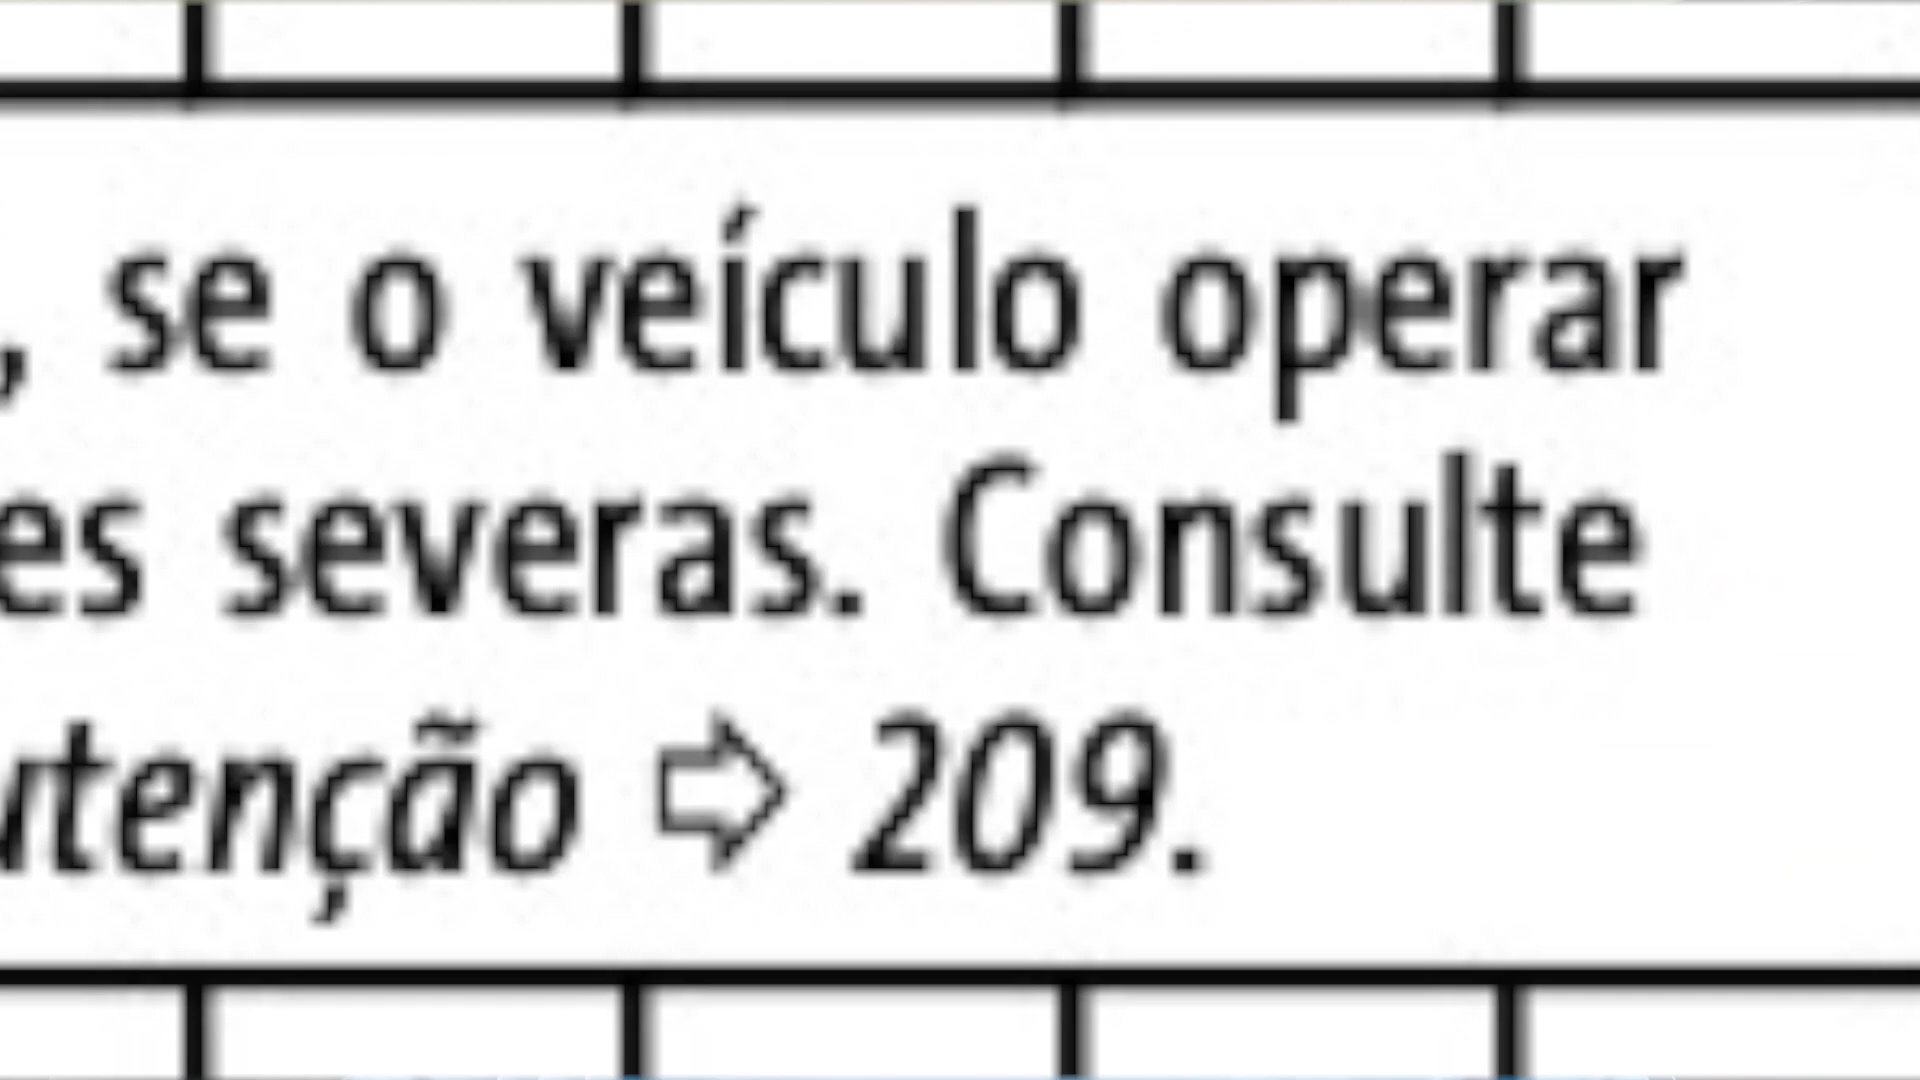 , se o veículo operar
es severas. Consulte
utenção ⇨ 209.